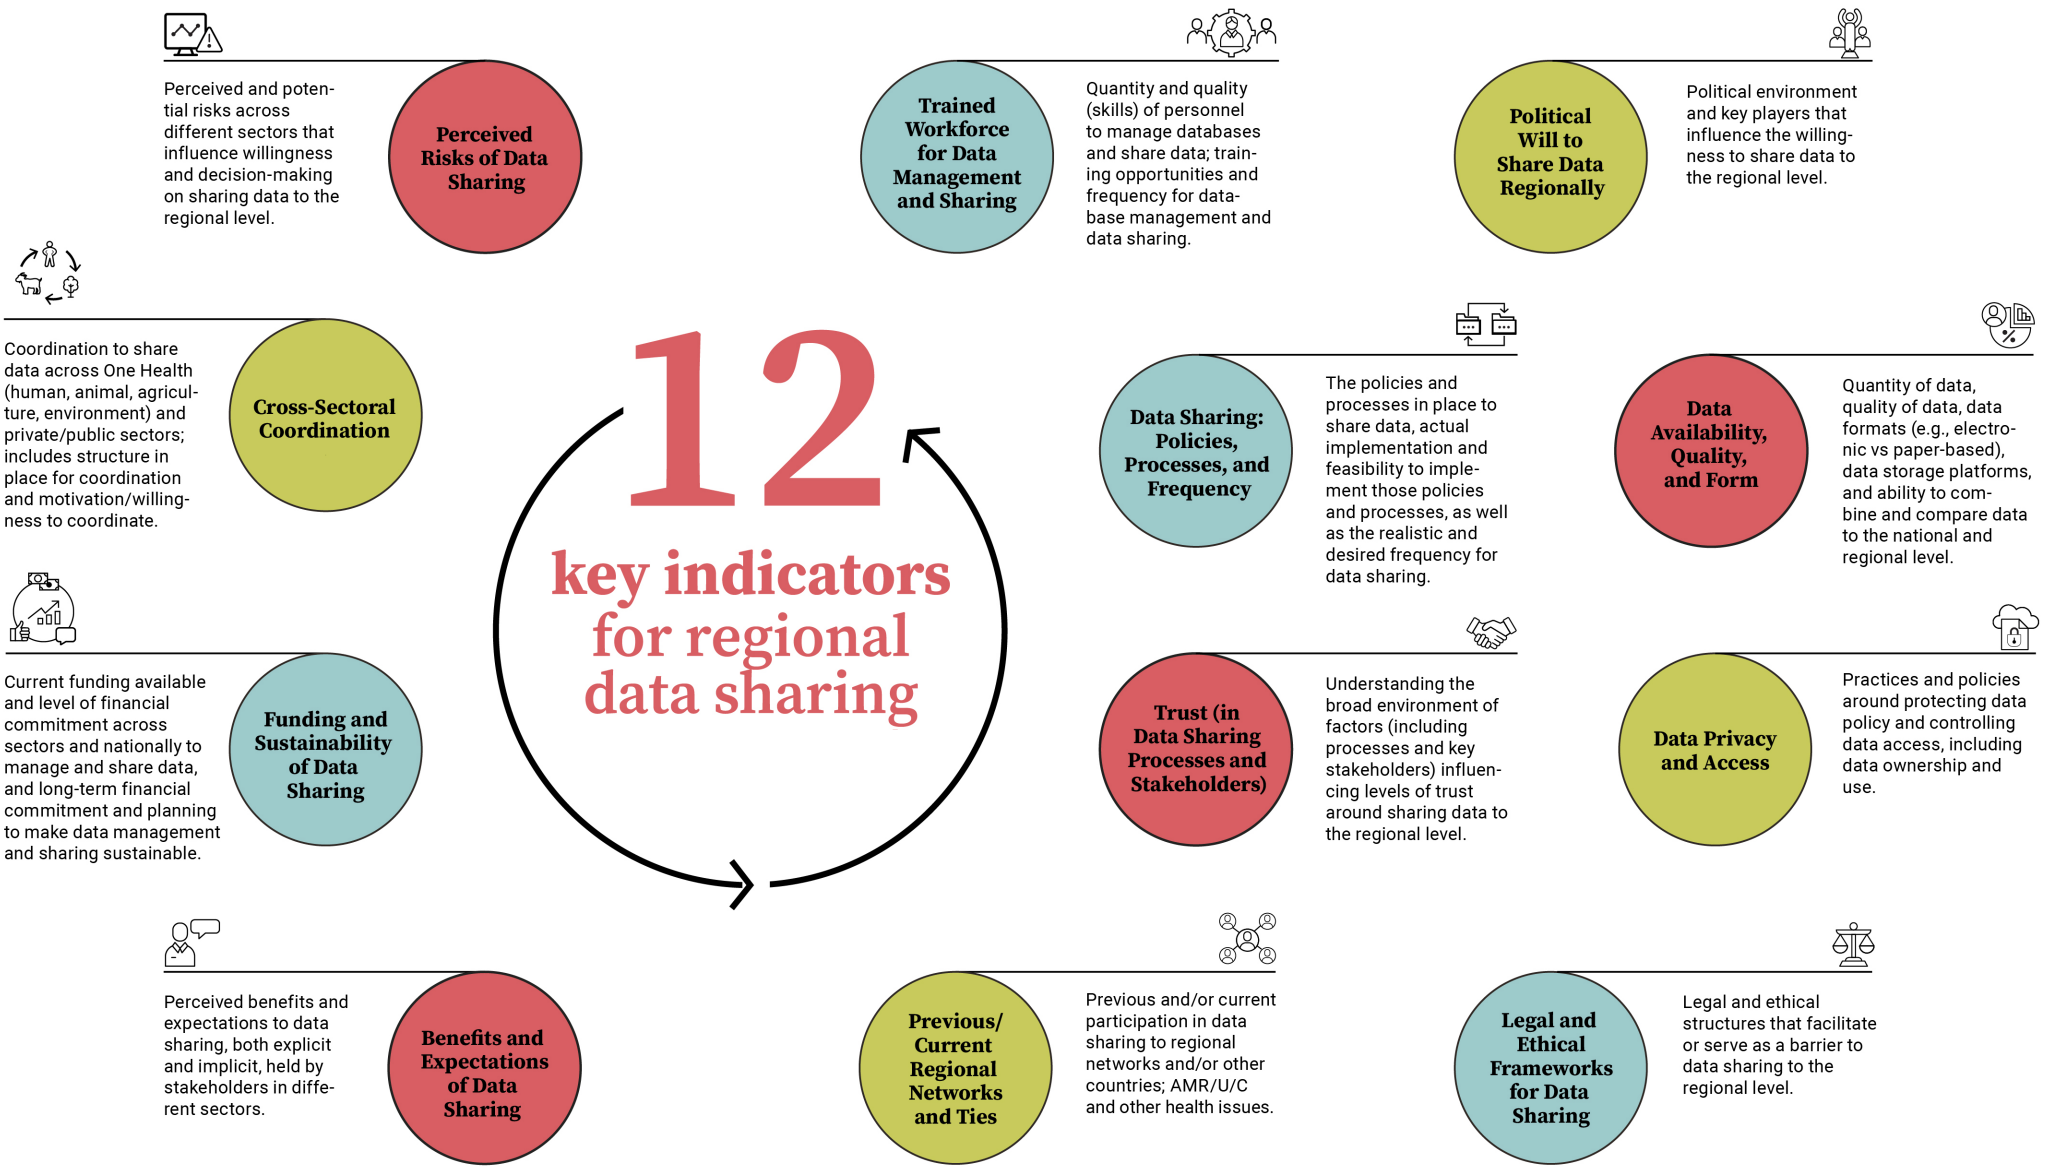 Perceived and poten-
tial risks across
different sectors that
influence willingness
and decision-making
on sharing data to the
regional level.
Perceived
Risks of Data
Sharing
Trained
Workforce
for Data
Management
and Sharing
Quantity and quality
(skills) of personnel
to manage databases
and share data; train-
ing opportunities and
frequency for data-
base management and
data sharing.
Political
Will to
Share Data
Regionally
Political environment
and key players that
influence the willing-
ness to share data to
the regional level.
Coordination to share
data across One Health
(human, animal, agricul-
ture, environment) and
private/public sectors;
includes structure in
place for coordination
and motivation/willing-
ness to coordinate.
Cross-Sectoral
Coordination
12
key indicators
for regional
data sharing
Data Sharing:
Policies,
Processes, and
Frequency
The policies and
processes in place to
share data, actual
implementation and
feasibility to imple-
ment those policies
and processes, as well
as the realistic and
desired frequency for
data sharing.
Data
Availability,
Quality,
and Form
Quantity of data,
quality of data, data
formats (e.g., electro-
nic vs paper-based),
data storage platforms,
and ability to com-
bine and compare data
to the national and
regional level.
Current funding available
and level of financial
commitment across
sectors and nationally to
manage and share data,
and long-term financial
commitment and planning
to make data management
and sharing sustainable.
Funding and
Sustainability
of Data
Sharing
Trust (in
Data Sharing
Processes and
Stakeholders)
Understanding the
broad environment of
factors (including
processes and key
stakeholders) influen-
cing levels of trust
around sharing data to
the regional level.
Data Privacy
and Access
Practices and policies
around protecting data
policy and controlling
data access, including
data ownership and
use.
Perceived benefits and
expectations to data
sharing, both explicit
and implicit, held by
stakeholders in diffe-
rent sectors.
Benefits and
Expectations
of Data
Sharing
Previous/
Current
Regional
Networks
and Ties
Previous and/or current
participation in data
sharing to regional
networks and/or other
countries; AMR/U/C
and other health issues.
Legal and
Ethical
Frameworks
for Data
Sharing
Legal and ethical
structures that facilitate
or serve as a barrier to
data sharing to the
regional level.